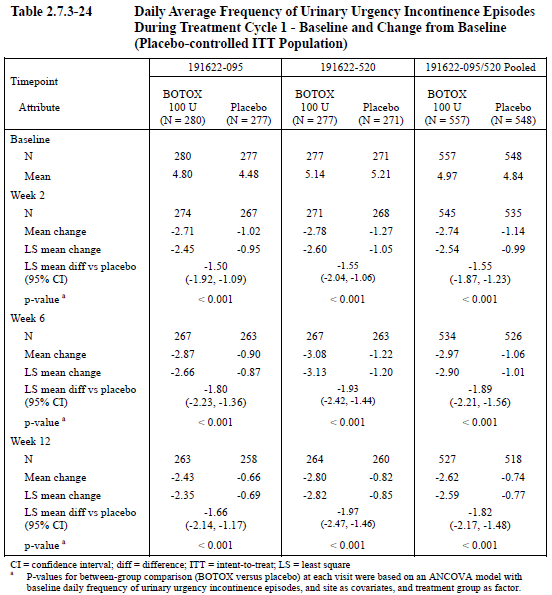 Table 2.7.3-24 Daily Average Frequency of Urinary Urgency Incontinence Episodes
During Treatment Cycle 1 - Baseline and Change from Baseline
(Placebo-controlled ITT Population)
191622-095 191622-520 191622-095/520 Pooled
Timepoint
Attribute
BOTOX 100 U (N = 280) Placebo (N = 277) BOTOX 100 U (N = 277) Placebo (N = 271) BOTOX 100 U (N = 557) Placebo (N = 548)
Baseline
N 280 277 277 271 557 548
Mean 4.80 4.48 5.14 5.21 4.97 4.84
Week 2
N 274 267 271 268 545 535
Mean change -2.71 -1.02 -2.78 -1.27 -2.74 -1.14
LS mean change -2.45 -0.95 -2.60 -1.05 -2.54 -0.99
LS mean diff vs placebo -1.50 -1.55 -1.55
(95% CI) (-1.92, -1.09) (-2.04, -1.06) (-1.87, -1.23)
p-value a < 0.001 < 0.001 < 0.001
Week 6
N 267 263 267 263 534 526
Mean change -2.87 -0.90 -3.08 -1.22 -2.97 -1.06
LS mean change -2.66 -0.87 -3.13 -1.20 -2.90 -1.01
LS mean diff vs placebo -1.80 -1.93 -1.89
(95% CI) (-2.23, -1.36) (-2.42, -1.44) (-2.21, -1.56)
p-value a < 0.001 < 0.001 < 0.001
Week 12
N 263 258 264 260 527 518
Mean change -2.43 -0.66 -2.80 -0.82 -2.62 -0.74
LS mean change -2.35 -0.69 -2.82 -0.85 -2.59 -0.77
LS mean diff vs placebo -1.66 -1.97 -1.82
(95% CI) (-2.14, -1.17) (-2.47, -1.46) (-2.17, -1.48)
p-value a < 0.001 < 0.001 < 0.001
CI = confidence interval; diff = difference; ITT = intent-to-treat; LS = least square
a P-values for between-group comparison (BOTOX versus placebo) at each visit were based on an ANCOVA model with
baseline daily frequency of urinary urgency incontinence episodes, and site as covariates, and treatment group as factor.